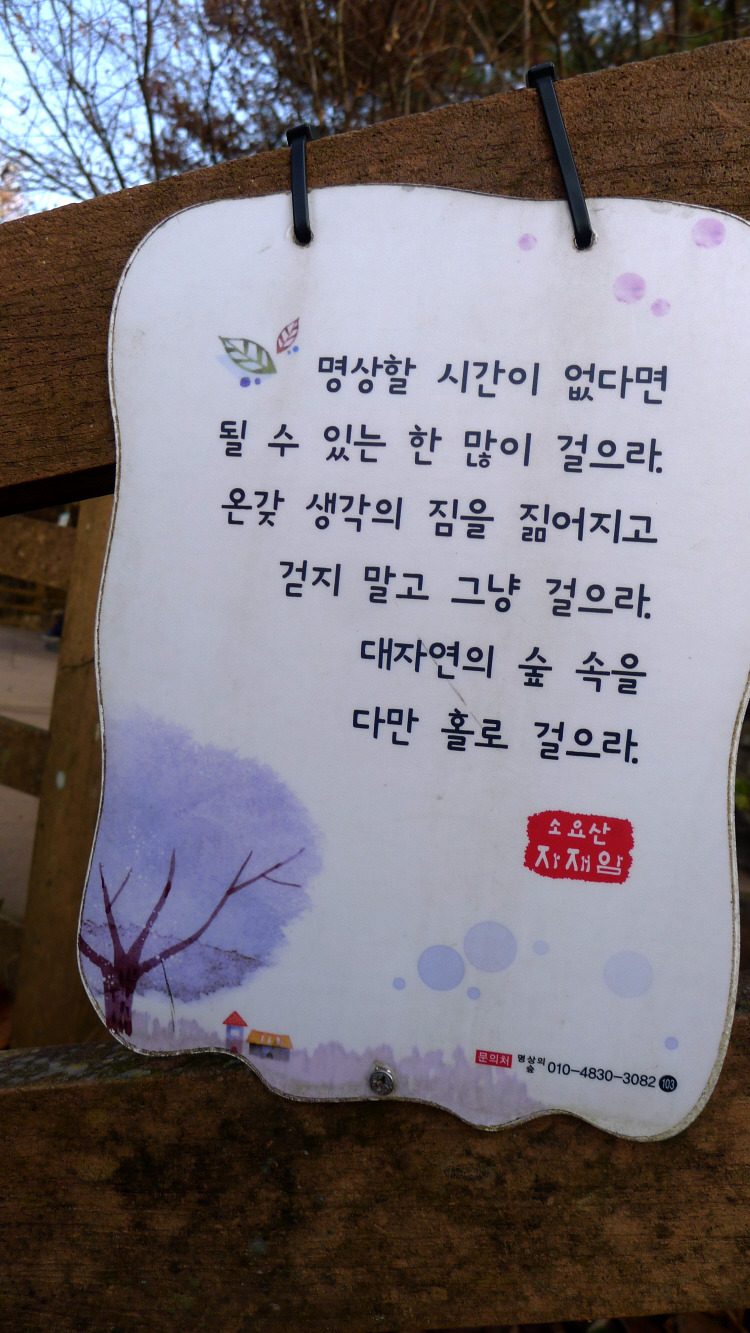 명상할 시간이 없다면
될 수 있는 한 많이 걸으라.
온갖 생각의 짐을 짊어지고
걷지 말고 그냥 걸으라.
대자연의 숲 속을
다만 홀로 걸으라.
소요산
자재암
문의처 명상의 숲 010-4830-3082 103